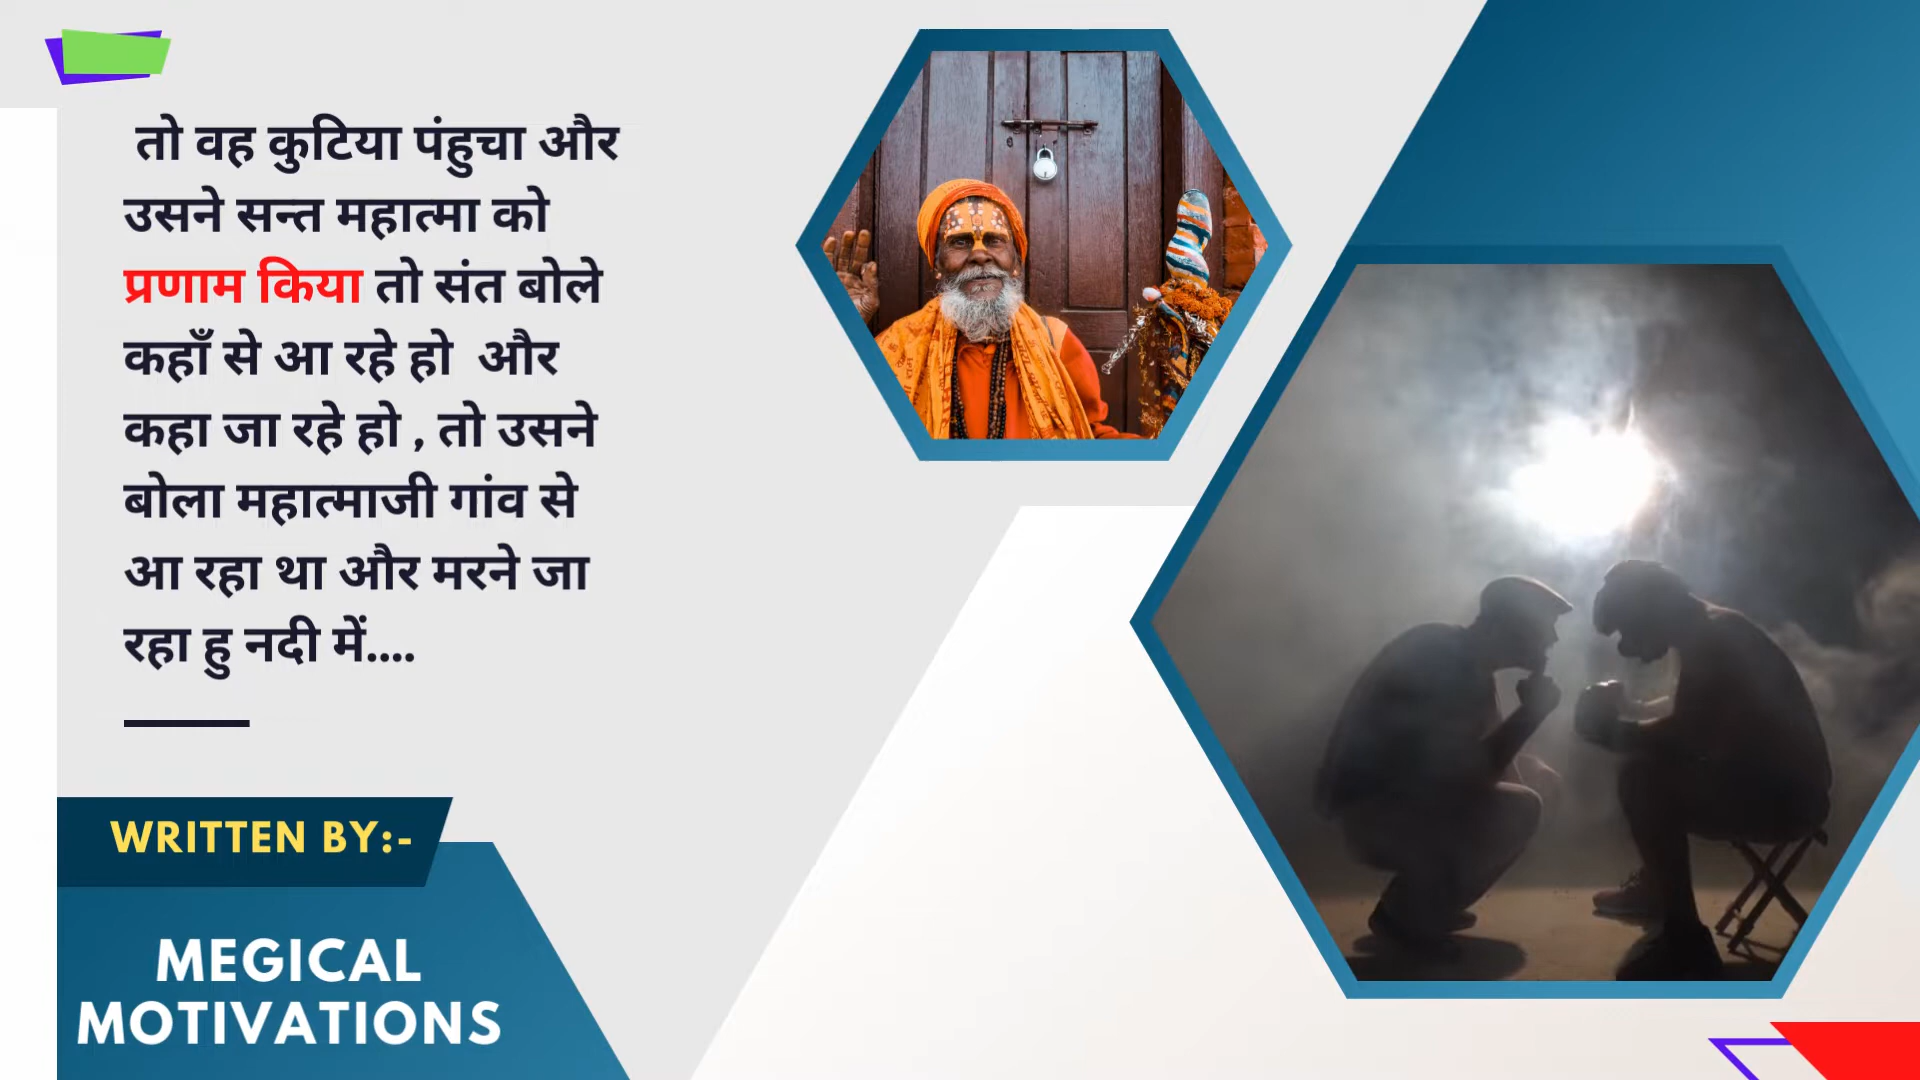 तो वह कुटिया पंहुचा और
उसने सन्त महात्मा को
प्रणाम किया तो संत बोले
कहाँ से आ रहे हो और
कहा जा रहे हो , तो उसने
बोला महात्माजी गांव से
आ रहा था और मरने जा
रहा हु नदी में....
WRITTEN BY:-
MEGICAL
MOTIVATIONS